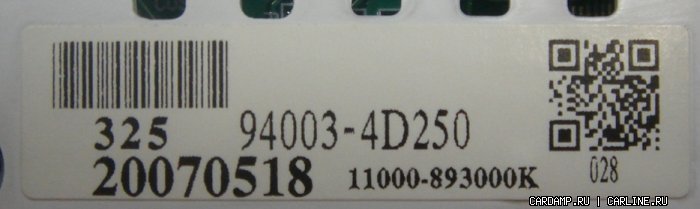 325 94003-4D250
20070518 11000-893000K
028
CARDAMP.RU | CARLINE.RU